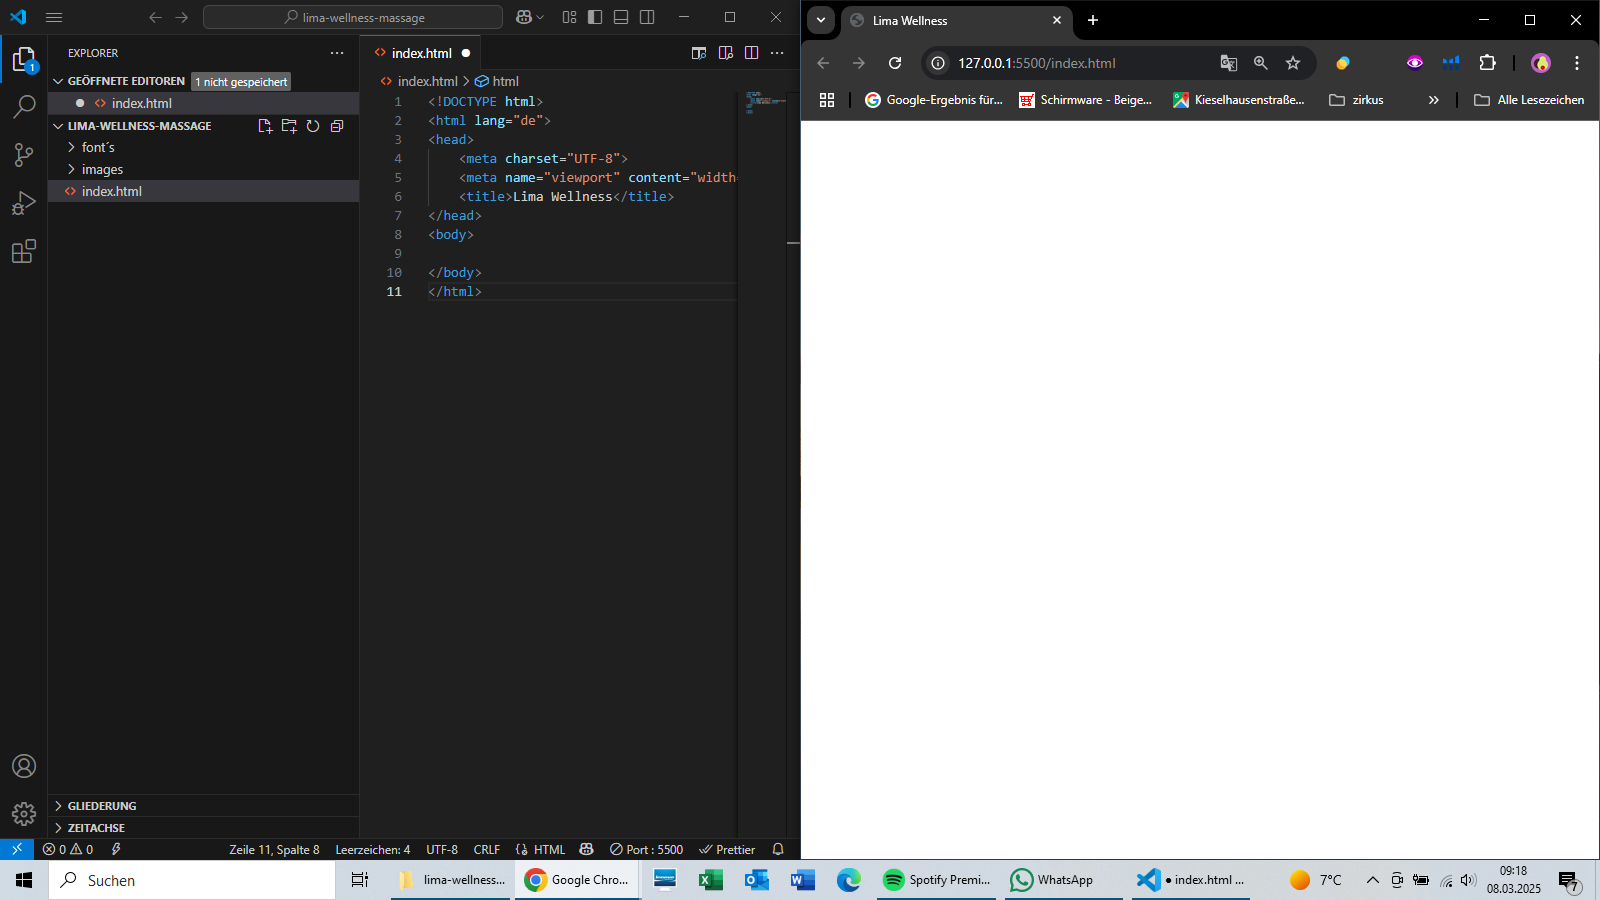 lima-wellness-massage
EXPLORER
GEÖFFNETE EDITOREN 1 nicht gespeichert
index.html
LIMA-WELLNESS-MASSAGE
font´s
images
index.html
GLIEDERUNG
ZEITACHSE
index.html
index.html > html
1 <!DOCTYPE html>
2 <html lang="de">
3 <head>
4 <meta charset="UTF-8">
5 <meta name="viewport" content="width
6 <title>Lima Wellness</title>
7 </head>
8 <body>
9
10 </body>
11 </html>
1
0 0
Zeile 11, Spalte 8 Leerzeichen: 4 UTF-8 CRLF HTML Port : 5500 Prettier
Lima Wellness
127.0.0.1:5500/index.html
Google-Ergebnis für... Schirmware - Beige... Kieselhausenstraße... zirkus » Alle Lesezeichen
Suchen
lima-wellness... Google Chro... Spotify Premi... WhatsApp ● index.html ...
7°C
09:18
08.03.2025
7